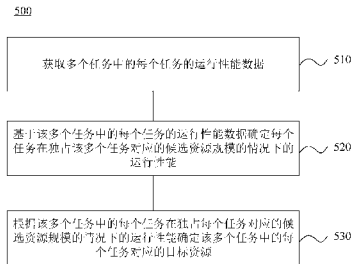 500
获取多个任务中的每个任务的运行性能数据
510
基于该多个任务中的每个任务的运行性能数据确定每个
任务在独占该多个任务对应的候选资源规模的情况下的
运行性能
520
根据该多个任务中的每个任务在独占每个任务对应的候
选资源规模的情况下的运行性能确定该多个任务中的每
个任务对应的目标资源
530